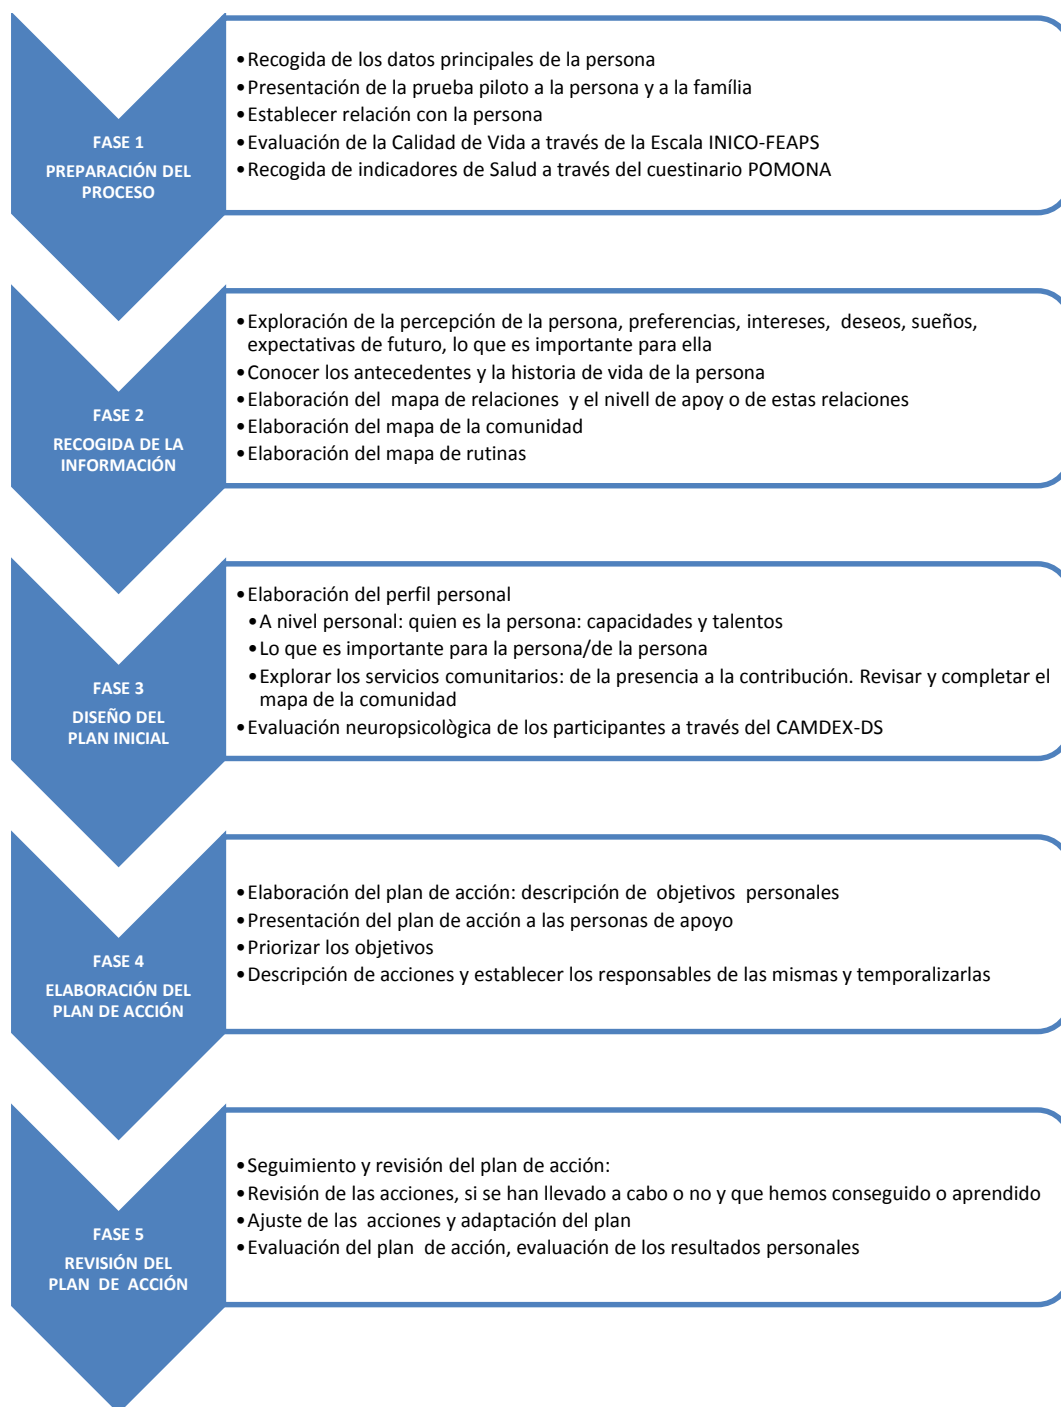 FASE 1
PREPARACIÓN DEL
PROCESO
•Recogida de los datos principales de la persona
•Presentación de la prueba piloto a la persona y a la família
•Establecer relación con la persona
•Evaluación de la Calidad de Vida a través de la Escala INICO-FEAPS
•Recogida de indicadores de Salud a través del cuestinario POMONA
FASE 2
RECOGIDA DE LA
INFORMACIÓN
•Exploración de la percepción de la persona, preferencias, intereses, deseos, sueños,
expectativas de futuro, lo que es importante para ella
•Conocer los antecedentes y la historia de vida de la persona
•Elaboración del mapa de relaciones y el nivell de apoy o de estas relaciones
•Elaboración del mapa de la comunidad
•Elaboración del mapa de rutinas
FASE 3
DISEÑO DEL
PLAN INICIAL
•Elaboración del perfil personal
•A nivel personal: quien es la persona: capacidades y talentos
•Lo que es importante para la persona/de la persona
•Explorar los servicios comunitarios: de la presencia a la contribución. Revisar y completar el
mapa de la comunidad
•Evaluación neuropsicològica de los participantes a través del CAMDEX-DS
FASE 4
ELABORACIÓN DEL
PLAN DE ACCIÓN
•Elaboración del plan de acción: descripción de objetivos personales
•Presentación del plan de acción a las personas de apoyo
•Priorizar los objetivos
•Descripción de acciones y establecer los responsables de las mismas y temporalizarlas
FASE 5
REVISIÓN DEL
PLAN DE ACCIÓN
•Seguimiento y revisión del plan de acción:
•Revisión de las acciones, si se han llevado a cabo o no y que hemos conseguido o aprendido
•Ajuste de las acciones y adaptación del plan
•Evaluación del plan de acción, evaluación de los resultados personales